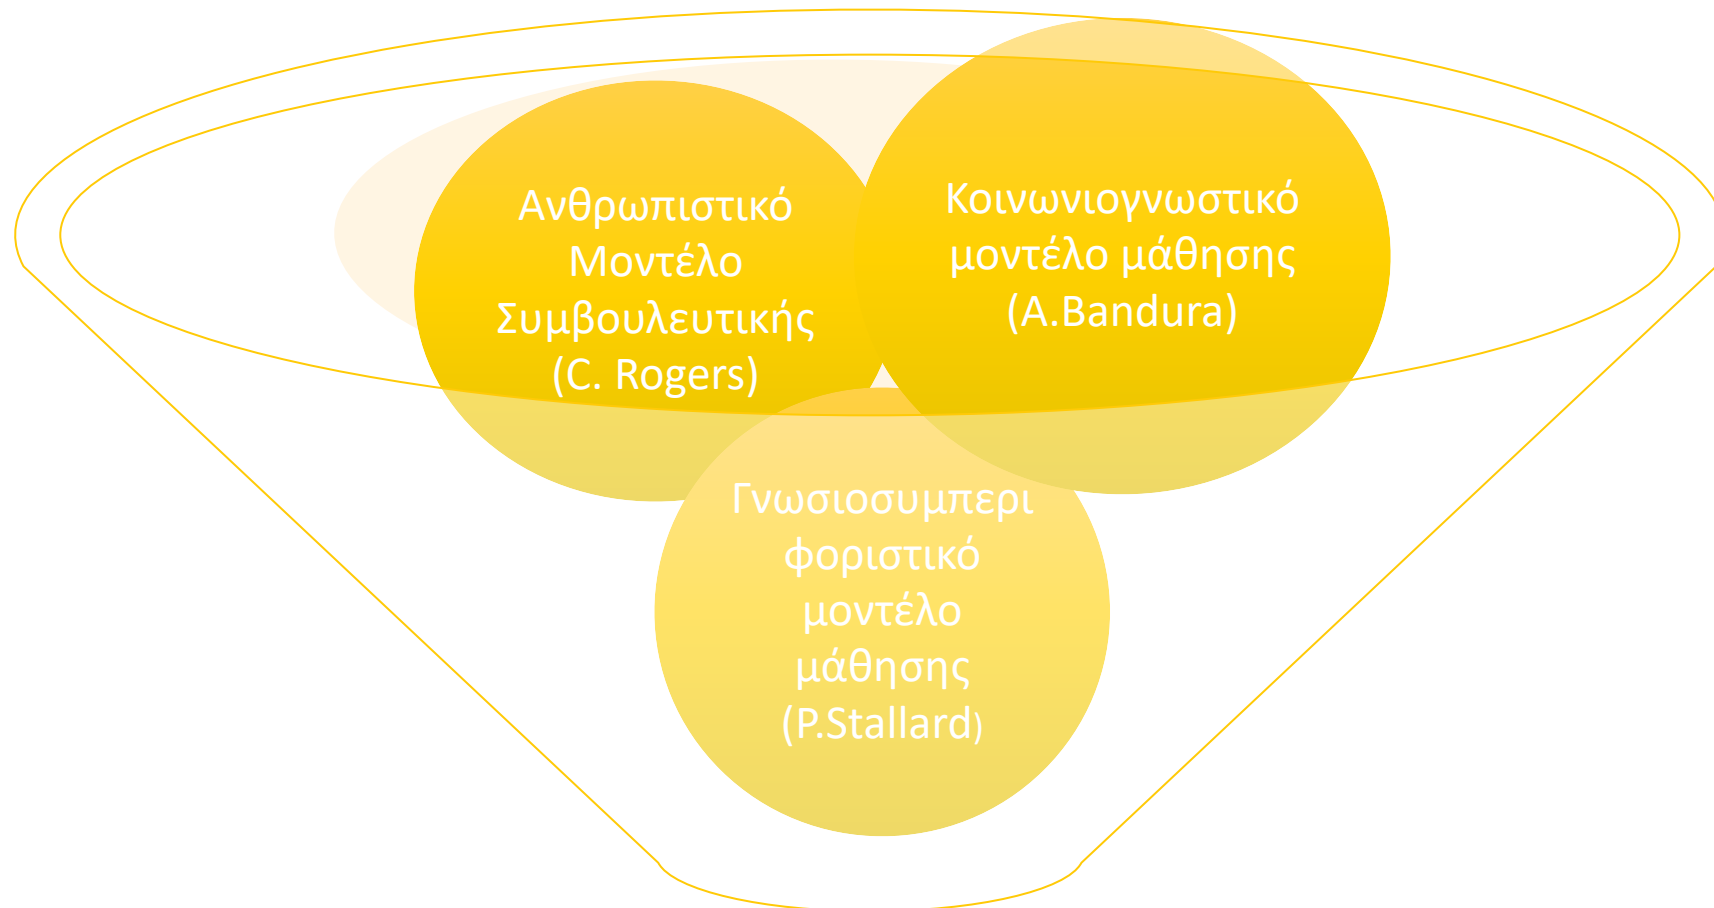 Ανθρωπιστικό
Μοντέλο
Συμβουλευτικής
(C. Rogers)
Κοινωνιογνωστικό
μοντέλο μάθησης
(A.Bandura)
Γνωσιοσυμπερι
φοριστικό
μοντέλο
μάθησης
(P.Stallard)